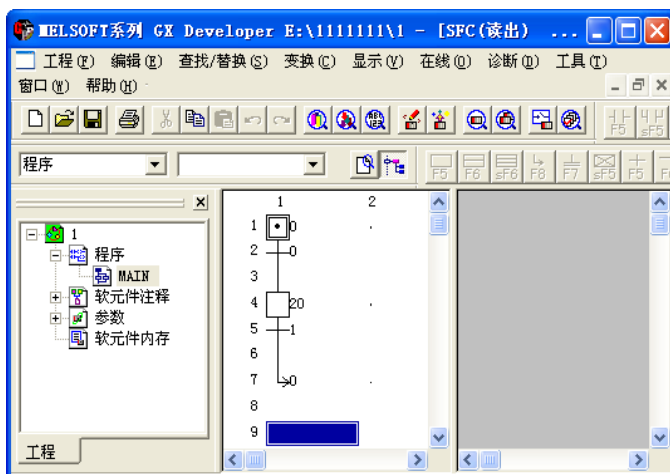 MELSOFT系列 GX Developer E:\1111111\1 - [SFC(读出) ...
工程(F) 编辑(E) 查找/替换(S) 变换(C) 显示(V) 在线(O) 诊断(D) 工具(T)
窗口(W) 帮助(H)
F5 sF5
程序
F5 F6 sF6 F8 F7 sF5 F5
1 2
1 0
2 0
3
4 20
5 1
6
7 0
8
9
1
程序
MAIN
软元件注释
参数
软元件内存
工程